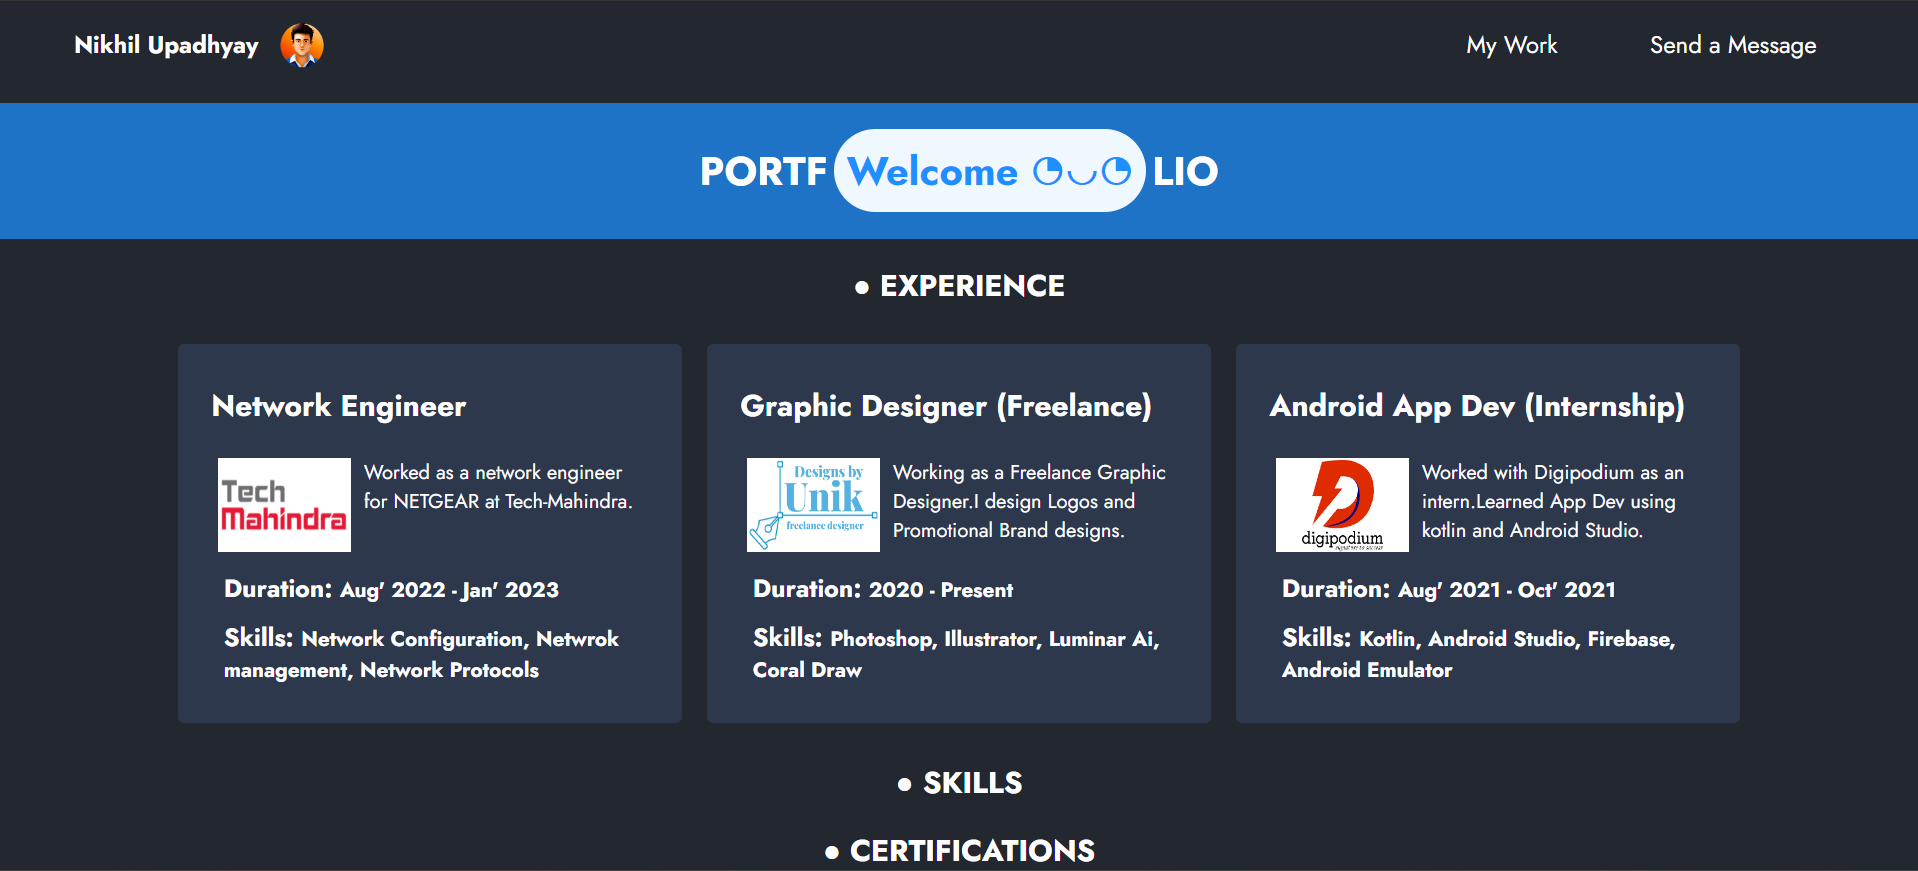 Nikhil Upadhyay
My Work
Send a Message
PORTF Welcome ◔◡◔ LIO
● EXPERIENCE
Network Engineer
Tech
Mahindra
Worked as a network engineer
for NETGEAR at Tech-Mahindra.
Duration: Aug' 2022 - Jan' 2023
Skills: Network Configuration, Netwrok
management, Network Protocols
Graphic Designer (Freelance)
Designs by
Unik
freelance designer
Working as a Freelance Graphic
Designer.I design Logos and
Promotional Brand designs.
Duration: 2020 - Present
Skills: Photoshop, Illustrator, Luminar Ai,
Coral Draw
Android App Dev (Internship)
digipodium
Worked with Digipodium as an
intern.Learned App Dev using
kotlin and Android Studio.
Duration: Aug' 2021 - Oct' 2021
Skills: Kotlin, Android Studio, Firebase,
Android Emulator
● SKILLS
● CERTIFICATIONS